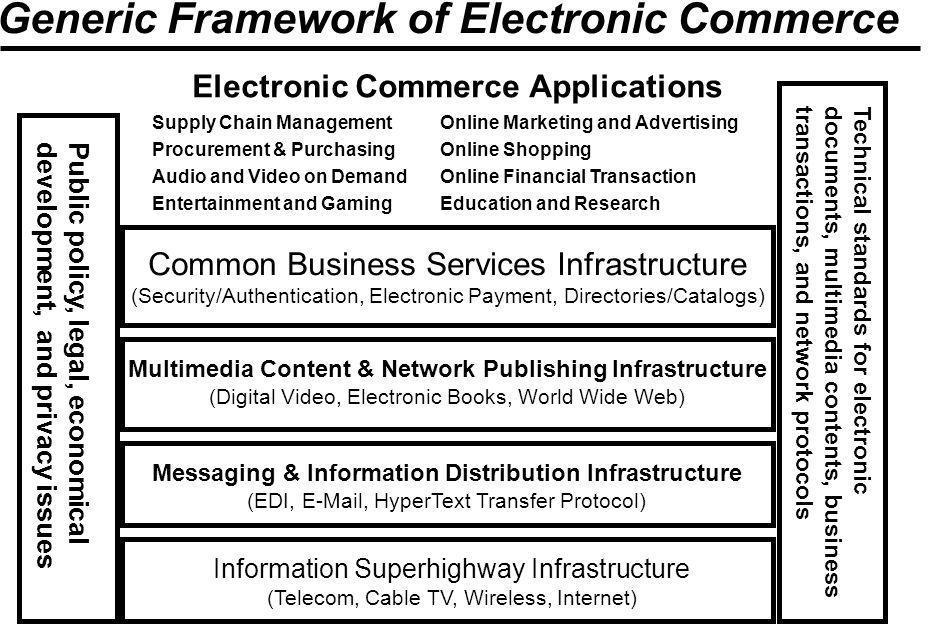 Generic Framework of Electronic Commerce
Electronic Commerce Applications
Supply Chain Management
Procurement & Purchasing
Audio and Video on Demand
Entertainment and Gaming
Online Marketing and Advertising
Online Shopping
Online Financial Transaction
Education and Research
Public policy, legal, economical
development, and privacy issues
Common Business Services Infrastructure
(Security/Authentication, Electronic Payment, Directories/Catalogs)
Multimedia Content & Network Publishing Infrastructure
(Digital Video, Electronic Books, World Wide Web)
Messaging & Information Distribution Infrastructure
(EDI, E-Mail, HyperText Transfer Protocol)
Information Superhighway Infrastructure
(Telecom, Cable TV, Wireless, Internet)
Technical standards for electronic
documents, multimedia contents, business
transactions, and network protocols